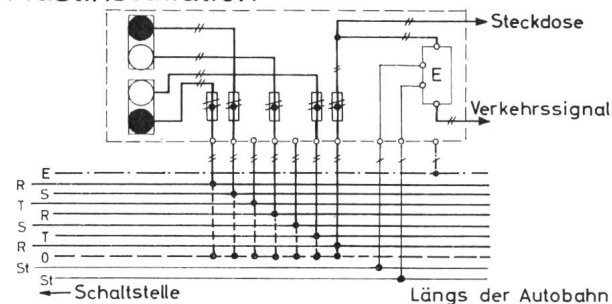 Steckdose
E
Verkehrssignal
E
R
S
T
R
S
T
R
0
St
St
Schaltstelle
Längs der Autobahn